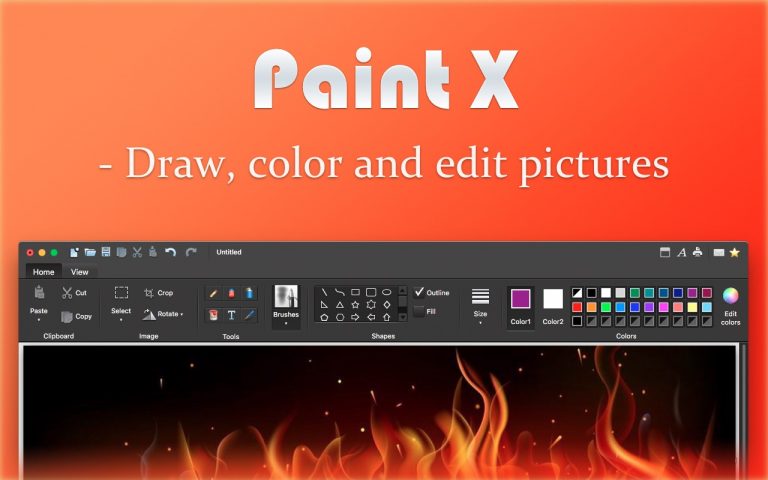 Paint X
- Draw, color and edit pictures
Untitled
Home View
Paste
Cut
Copy
Clipboard
Select
Crop
Rotate
Image
Tools
Brushes
Outline
Fill
Shapes
Size
Color1
Color2
Edit
colors
Colors